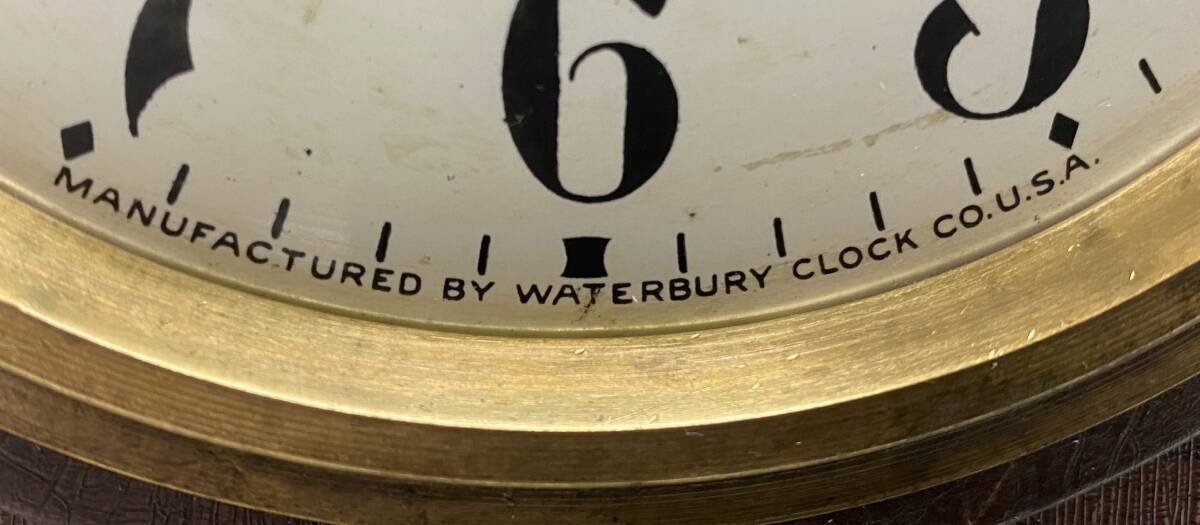 7 6 5
MANUFACTURED BY WATERBURY CLOCK CO. U.S.A.